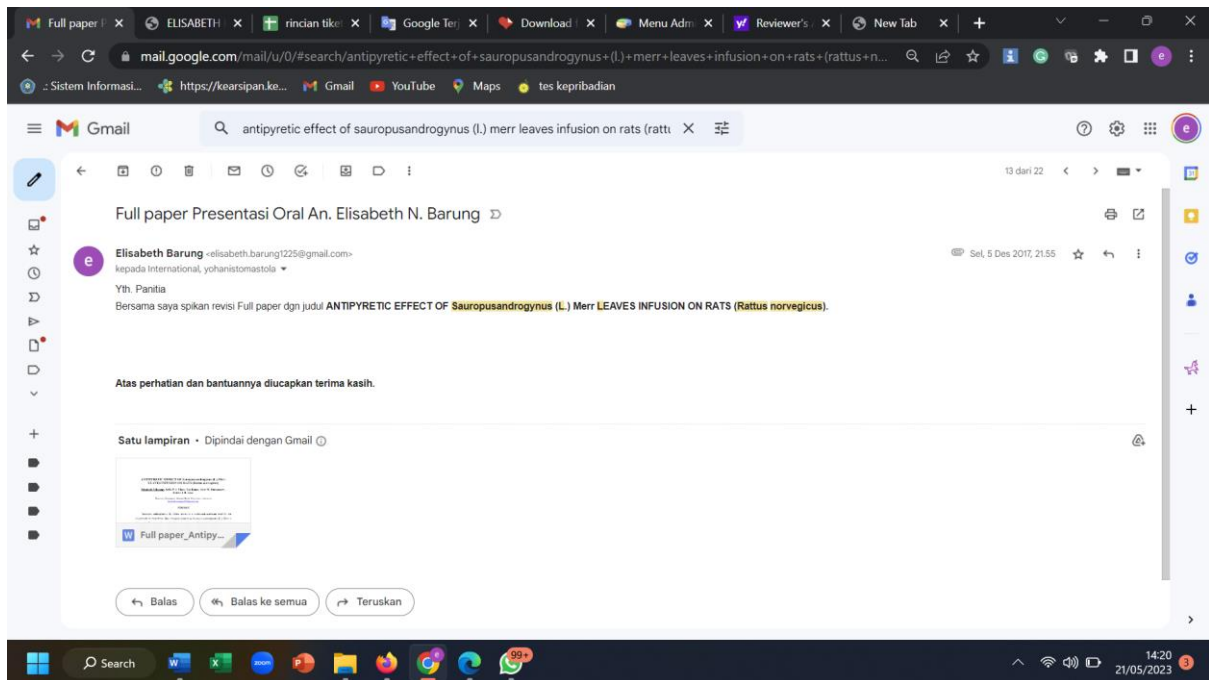 Full paper P
ELISABETH
rincian tike
Google Terj
Download
Menu Adm
Reviewer's
New Tab
mail.google.com/mail/u/0/#search/antipyretic+effect+of+sauropusandrogynus+(l.)+merr+leaves+infusion+on+rats+(rattus+n...
.: Sistem Informasi...
https://kearsipan.ke...
Gmail
YouTube
Maps
tes kepribadian
Gmail
antipyretic effect of sauropusandrogynus (l.) merr leaves infusion on rats (rattu
e
13 dari 22
Full paper Presentasi Oral An. Elisabeth N. Barung
e
Elisabeth Barung <elisabeth.barung1225@gmail.com>
Sel, 5 Des 2017, 21.55
kepada International, yohanistomastola
Yth. Panitia
Bersama saya spikan revisi Full paper dgn judul ANTIPYRETIC EFFECT OF Sauropusandrogynus (L.) Merr LEAVES INFUSION ON RATS (Rattus norvegicus).
Atas perhatian dan bantuannya diucapkan terima kasih.
Satu lampiran • Dipindai dengan Gmail
W Full paper_Antipy...
Balas
Balas ke semua
Teruskan
Search
zoom
99+
14:20
21/05/2023
3